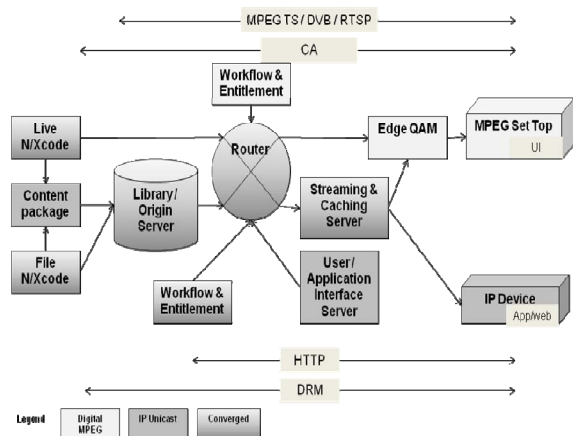 MPEG TS / DVB / RTSP
CA
Workflow &
Entitlement
Live
N/Xcode
Router
Edge QAM
MPEG Set Top
UI
Content
package
Library/
Origin
Server
Streaming &
Caching
Server
File
N/Xcode
Workflow &
Entitlement
User/
Application
Interface
Server
IP Device
App/web
HTTP
DRM
Legend
Digital
MPEG
IP Unicast
Converged